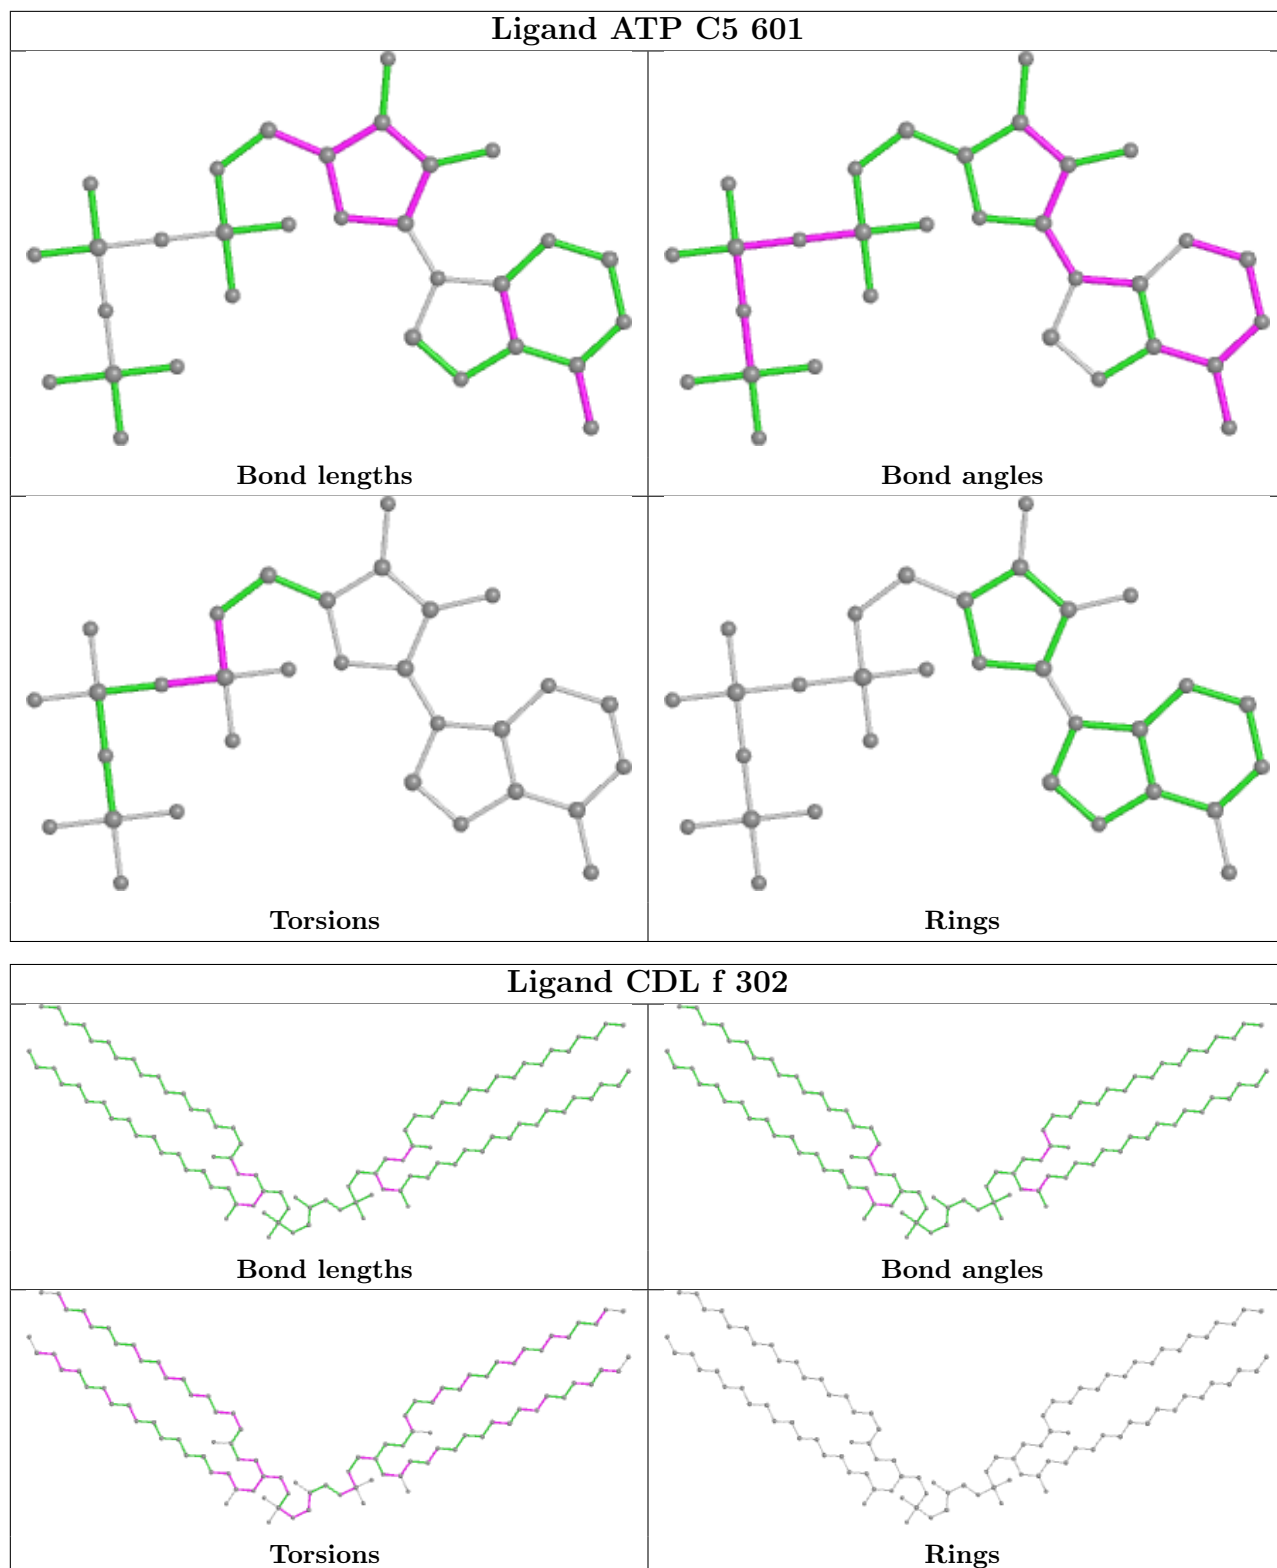 Ligand ATP C5 601
Bond lengths
Bond angles
Torsions
Rings
Ligand CDL f 302
Bond lengths
Bond angles
Torsions
Rings